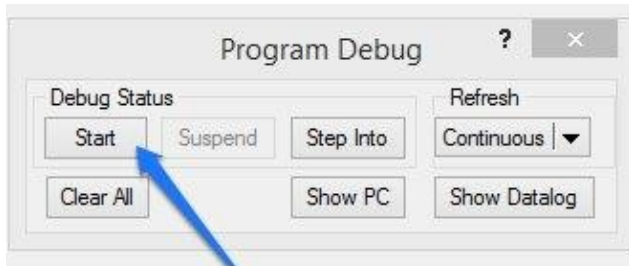 Program Debug ?
Debug Status Refresh
Start Suspend Step Into Continuous
Clear All Show PC Show Datalog